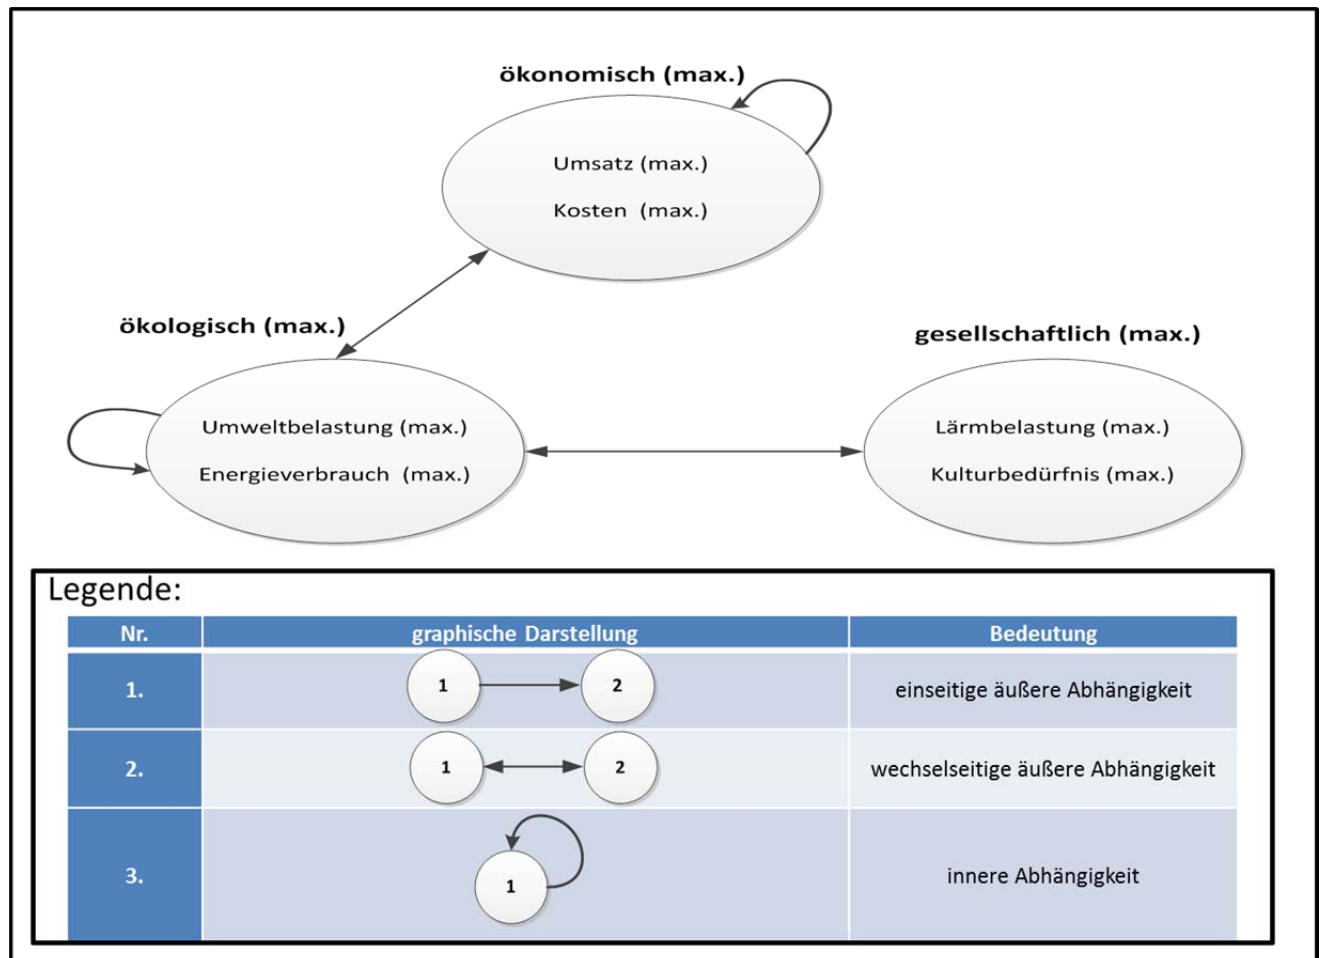 ökonomisch (max.)
Umsatz (max.)
Kosten (max.)
ökologisch (max.)
Umweltbelastung (max.)
Energieverbrauch (max.)
gesellschaftlich (max.)
Lärmbelastung (max.)
Kulturbedürfnis (max.)
Legende:
Nr. graphische Darstellung Bedeutung
1. 1 2 einseitige äußere Abhängigkeit
2. 1 2 wechselseitige äußere Abhängigkeit
3. 1 innere Abhängigkeit